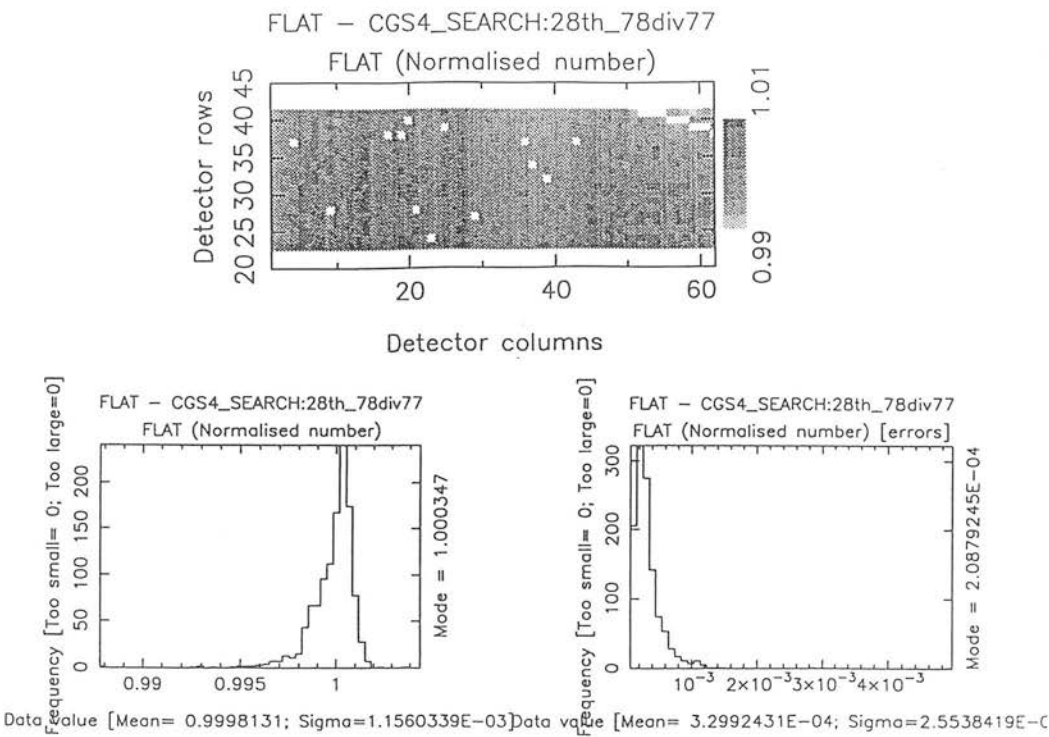 FLAT – CGS4_SEARCH:28th_78div77
FLAT (Normalised number)
Detector rows
20 25 30 35 40 45
0.99 1.01
20 40 60
Detector columns
FLAT – CGS4_SEARCH:28th_78div77
FLAT (Normalised number)
Frequency [Too small= 0; Too large=0]
0 50 100 150 200
Mode = 1.000347
0.99 0.995 1
Data value [Mean= 0.9998131; Sigma=1.1560339E–03]
FLAT – CGS4_SEARCH:28th_78div77
FLAT (Normalised number) [errors]
Frequency [Too small= 0; Too large=0]
0 100 200 300
Mode = 2.0879245E–04
10⁻³ 2×10⁻³ 3×10⁻³ 4×10⁻³
Data value [Mean= 3.2992431E–04; Sigma=2.5538419E–0